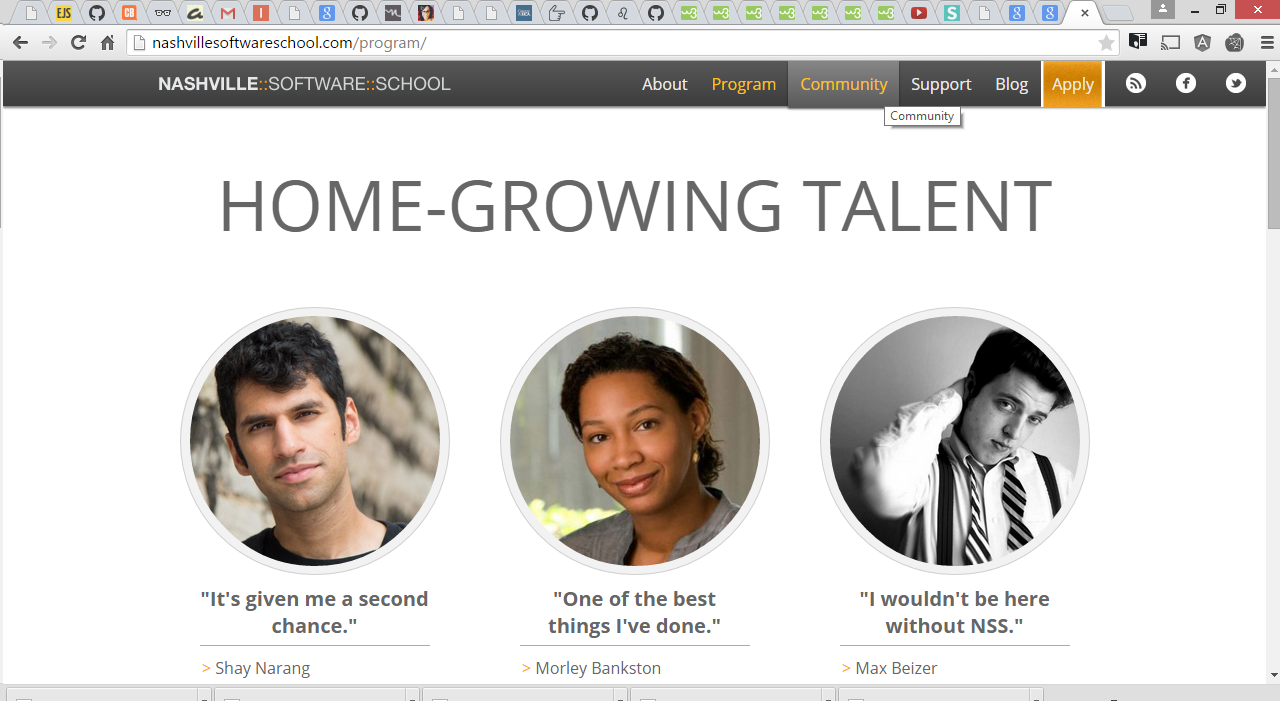 EJS
CB
nashvillesoftwareschool.com/program/
NASHVILLE::SOFTWARE::SCHOOL
About
Program
Community
Support
Blog
Apply
Community
HOME-GROWING TALENT
"It's given me a second
chance."
> Shay Narang
"One of the best
things I've done."
> Morley Bankston
"I wouldn't be here
without NSS."
> Max Beizer